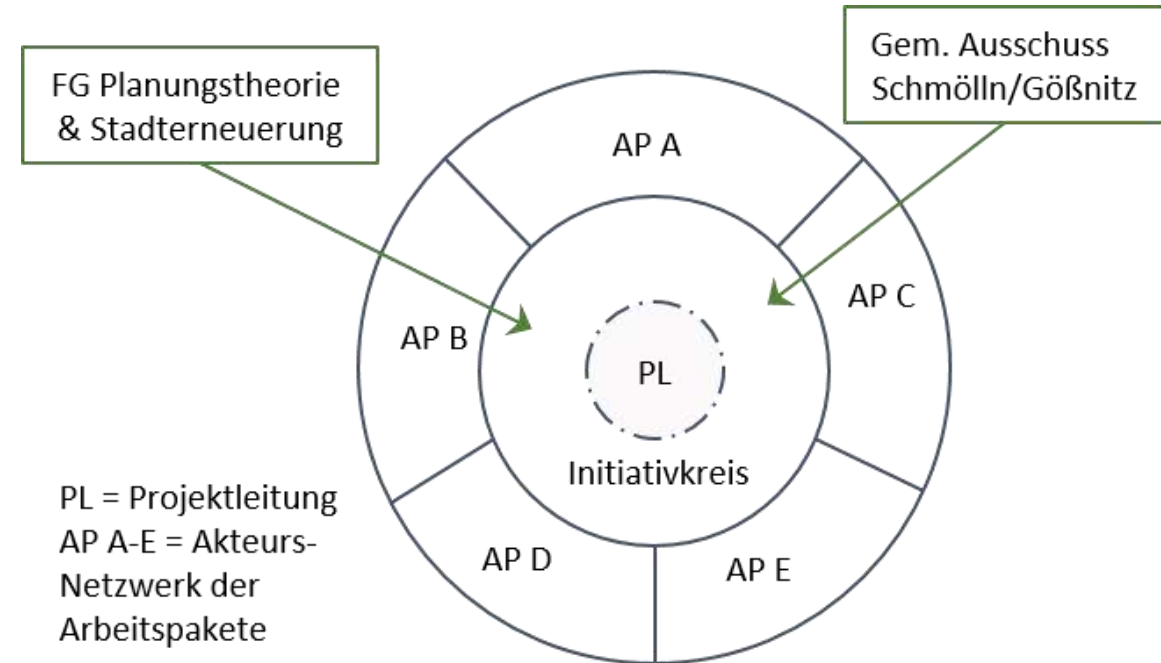 FG Planungstheorie
& Stadterneuerung
Gem. Ausschuss
Schmölln/Gößnitz
AP A
AP B
AP C
PL
Initiativkreis
AP D
AP E
PL = Projektleitung
AP A-E = Akteurs-
Netzwerk der
Arbeitspakete